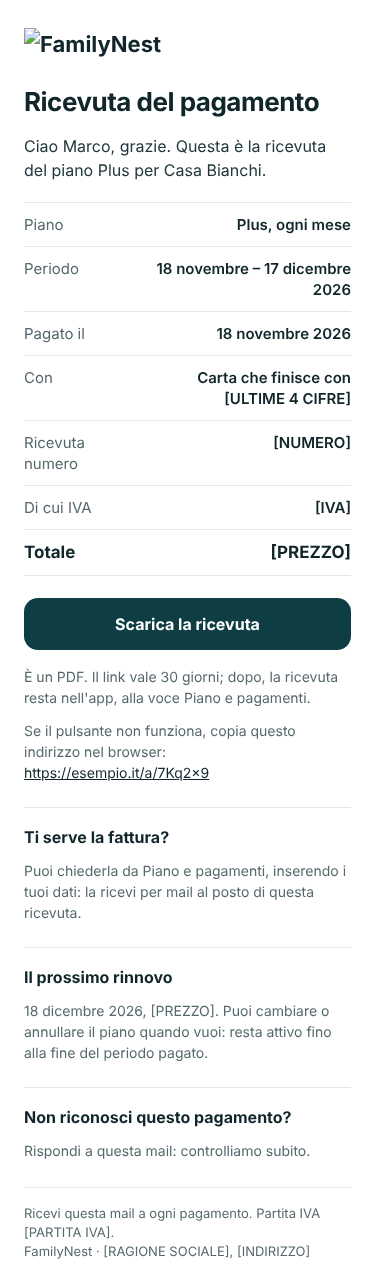 FamilyNest
Ricevuta del pagamento
Ciao Marco, grazie. Questa è la ricevuta
del piano Plus per Casa Bianchi.
Piano Plus, ogni mese
Periodo 18 novembre – 17 dicembre
2026
Pagato il 18 novembre 2026
Con Carta che finisce con
[ULTIME 4 CIFRE]
Ricevuta [NUMERO]
numero
Di cui IVA [IVA]
Totale [PREZZO]
Scarica la ricevuta
È un PDF. Il link vale 30 giorni; dopo, la ricevuta
resta nell'app, alla voce Piano e pagamenti.
Se il pulsante non funziona, copia questo
indirizzo nel browser:
https://esempio.it/a/7Kq2x9
Ti serve la fattura?
Puoi chiederla da Piano e pagamenti, inserendo i
tuoi dati: la ricevi per mail al posto di questa
ricevuta.
Il prossimo rinnovo
18 dicembre 2026, [PREZZO]. Puoi cambiare o
annullare il piano quando vuoi: resta attivo fino
alla fine del periodo pagato.
Non riconosci questo pagamento?
Rispondi a questa mail: controlliamo subito.
Ricevi questa mail a ogni pagamento. Partita IVA
[PARTITA IVA].
FamilyNest · [RAGIONE SOCIALE], [INDIRIZZO]